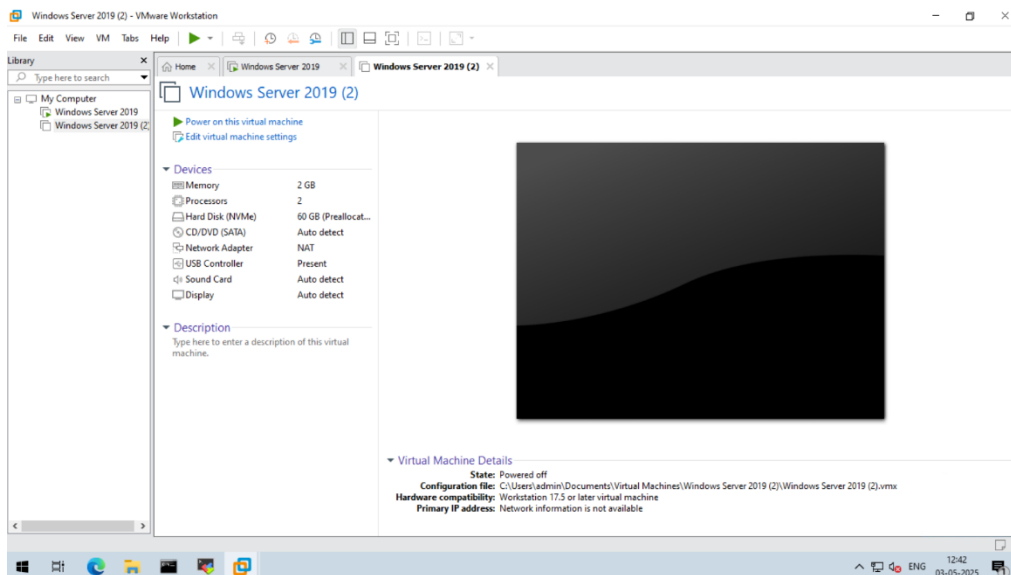 Windows Server 2019 (2) - VMware Workstation
File Edit View VM Tabs Help
Library
Type here to search
My Computer
Windows Server 2019
Windows Server 2019 (2)
Home
Windows Server 2019
Windows Server 2019 (2)
Windows Server 2019 (2)
Power on this virtual machine
Edit virtual machine settings
Devices
Memory 2 GB
Processors 2
Hard Disk (NVMe) 60 GB (Preallocat...
CD/DVD (SATA) Auto detect
Network Adapter NAT
USB Controller Present
Sound Card Auto detect
Display Auto detect
Description
Type here to enter a description of this virtual
machine.
Virtual Machine Details
State: Powered off
Configuration file: C:\Users\admin\Documents\Virtual Machines\Windows Server 2019 (2)\Windows Server 2019 (2).vmx
Hardware compatibility: Workstation 17.5 or later virtual machine
Primary IP address: Network information is not available
ENG
12:42
03-05-2025